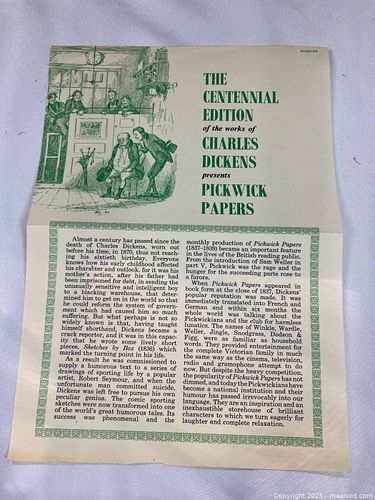 THE
CENTENNIAL
EDITION
of the works of
CHARLES
DICKENS
presents
PICKWICK
PAPERS
Almost a century has passed since the
death of Charles Dickens, worn out
before his time, in 1870, thus not reach-
ing his sixtieth birthday. Everyone
knows how his early childhood affected
his character and outlook, for it was his
mother's action, after his father had
been imprisoned for debt, in sending the
unusually sensitive and intelligent boy
to a blacking warehouse, that deter-
mined him to get on in the world so that
he could reform the system of govern-
ment which had caused him so much
suffering. But what perhaps is not so
widely known is that, having taught
himself shorthand, Dickens became a
crack reporter, and it was in this capacity
that he wrote some lively short
pieces, Sketches by Boz (1836) which
marked the turning point in his life.
As a result he was commissioned to
supply a humorous text to a series of
drawings of sporting life by a popular
artist, Robert Seymour, and when the
unfortunate man committed suicide,
Dickens was left free to pursue his own
peculiar genius. The comic sporting
sketches were now transformed into one
of the world's great humorous tales. Its
success was phenomenal and the
monthly production of Pickwick Papers
(1837-1839) became an important feature
in the lives of the British reading public.
From the introduction of Sam Weller in
part V, Pickwick was the rage and the
hunger for the succeeding parts rose to
a furore.
When Pickwick Papers appeared in
book form at the close of 1837, Dickens'
popular reputation was made. It was
immediately translated into French and
German and within six months the
whole world was talking about the
Pickwickians and the club for harmless
lunatics. The names of Winkle, Wardle,
Weller, Jingle, Snodgrass, Dodson &
Fogg, were as familiar as household
words. They provided entertainment for
the complete Victorian family in much
the same way as the cinema, television,
radio and gramophone attempt to do
now. But despite the heavy competition,
the popularity of Pickwick Papers has not
dimmed, and today the Pickwickians have
become a national institution and their
humour has passed irrevocably into our
language. They are an inspiration and an
inexhaustible storehouse of brilliant
characters to which we turn eagerly for
laughter and complete relaxation.
Copyright 2025 - maxsold.com